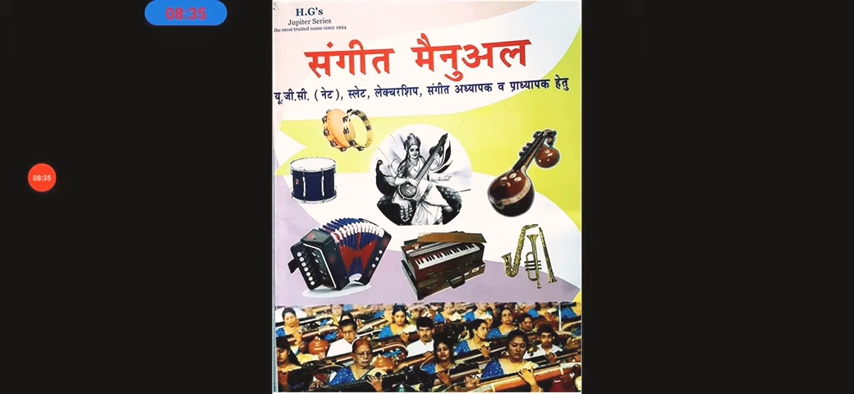 08:35
H.G's
Jupiter Series
the most trusted name since 1994
संगीत मैनुअल
यू.जी.सी. (नेट), स्लेट, लेक्चरशिप, संगीत अध्यापक व प्राध्यापक हेतु
08:35